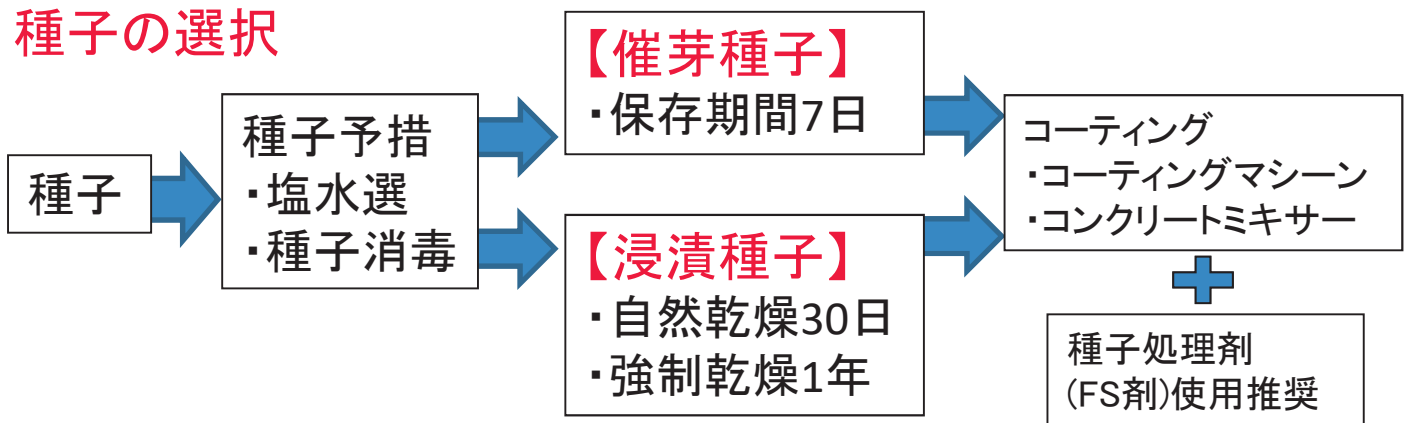 種子の選択
種子
種子予措
・塩水選
・種子消毒
【催芽種子】
・保存期間7日
【浸漬種子】
・自然乾燥30日
・強制乾燥1年
コーティング
・コーティングマシーン
・コンクリートミキサー
種子処理剤
(FS剤)使用推奨